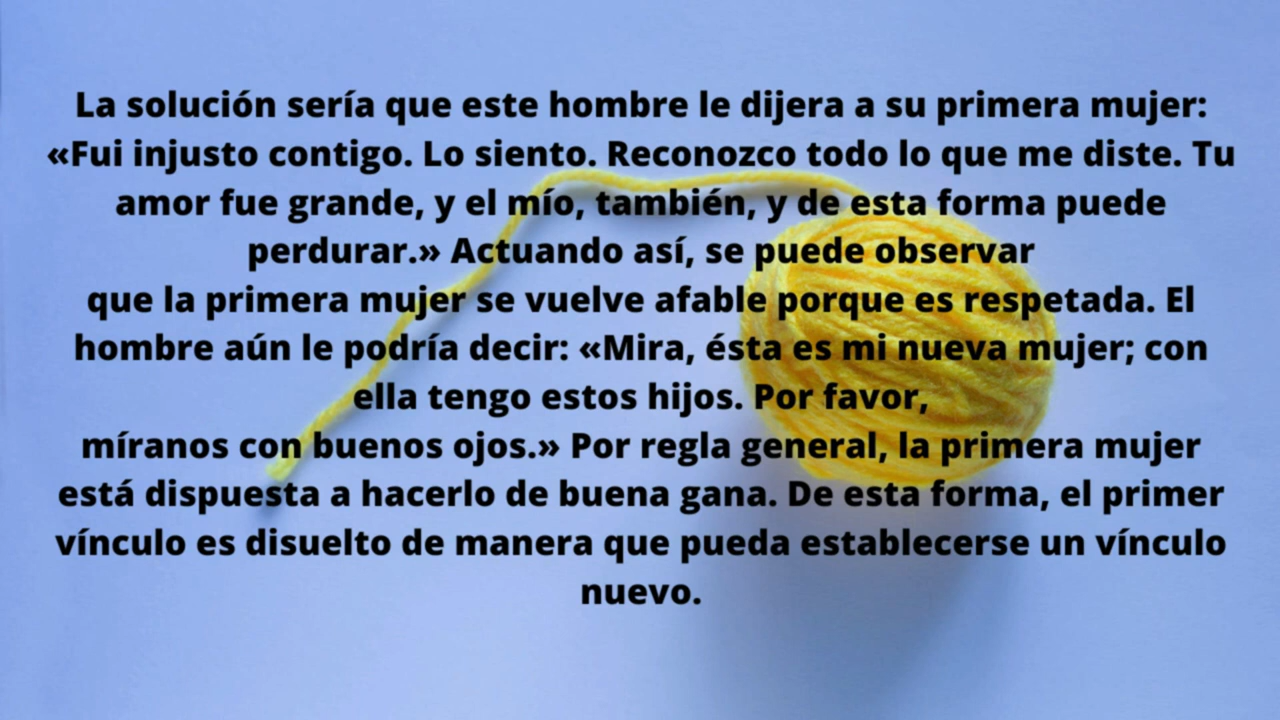 La solución sería que este hombre le dijera a su primera mujer:
«Fui injusto contigo. Lo siento. Reconozco todo lo que me diste. Tu
amor fue grande, y el mío, también, y de esta forma puede
perdurar.» Actuando así, se puede observar
que la primera mujer se vuelve afable porque es respetada. El
hombre aún le podría decir: «Mira, ésta es mi nueva mujer; con
ella tengo estos hijos. Por favor,
míranos con buenos ojos.» Por regla general, la primera mujer
está dispuesta a hacerlo de buena gana. De esta forma, el primer
vínculo es disuelto de manera que pueda establecerse un vínculo
nuevo.